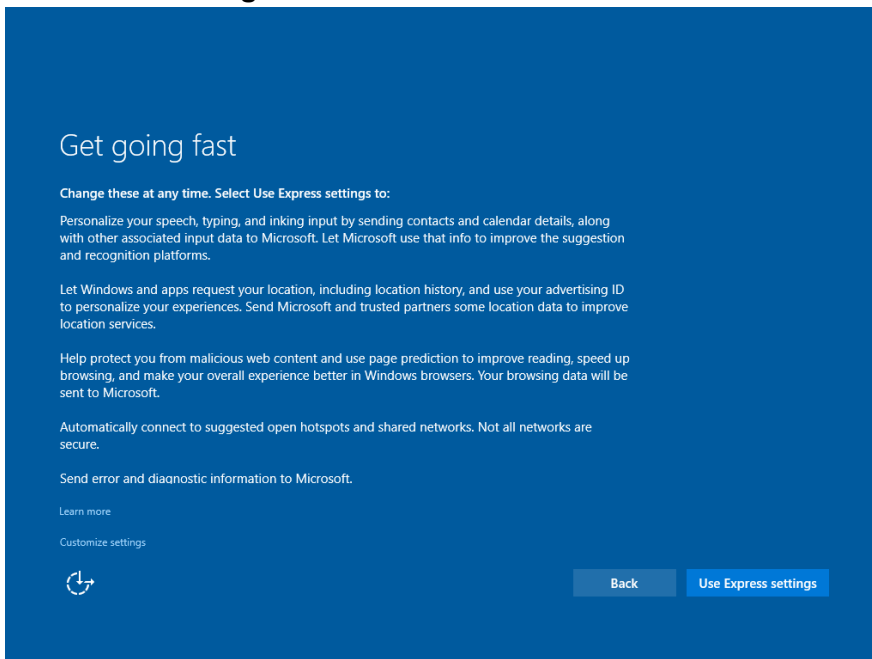 Get going fast
Change these at any time. Select Use Express settings to:
Personalize your speech, typing, and inking input by sending contacts and calendar details, along
with other associated input data to Microsoft. Let Microsoft use that info to improve the suggestion
and recognition platforms.
Let Windows and apps request your location, including location history, and use your advertising ID
to personalize your experiences. Send Microsoft and trusted partners some location data to improve
location services.
Help protect you from malicious web content and use page prediction to improve reading, speed up
browsing, and make your overall experience better in Windows browsers. Your browsing data will be
sent to Microsoft.
Automatically connect to suggested open hotspots and shared networks. Not all networks are
secure.
Send error and diagnostic information to Microsoft.
Learn more
Customize settings
Back
Use Express settings